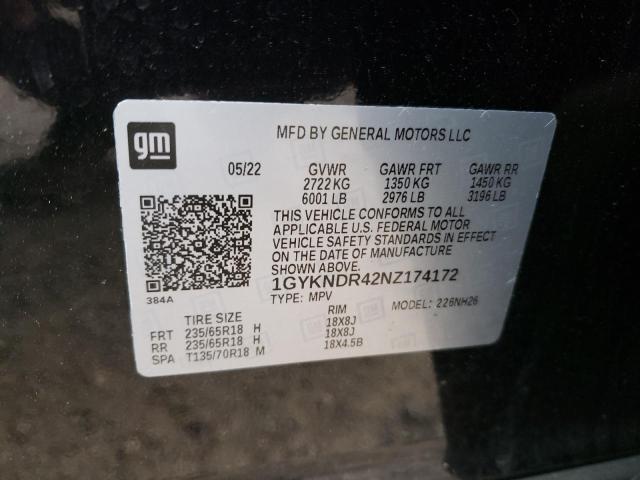 gm
MFD BY GENERAL MOTORS LLC
05/22 GVWR GAWR FRT GAWR RR
2722 KG 1350 KG 1450 KG
6001 LB 2976 LB 3196 LB
THIS VEHICLE CONFORMS TO ALL
APPLICABLE U.S. FEDERAL MOTOR
VEHICLE SAFETY STANDARDS IN EFFECT
ON THE DATE OF MANUFACTURE
SHOWN ABOVE.
384A
1GYKNDR42NZ174172
TYPE: MPV MODEL: 226NH26
TIRE SIZE RIM
FRT 235/65R18 H 18X8J
RR 235/65R18 H 18X8J
SPA T135/70R18 M 18X4.5B